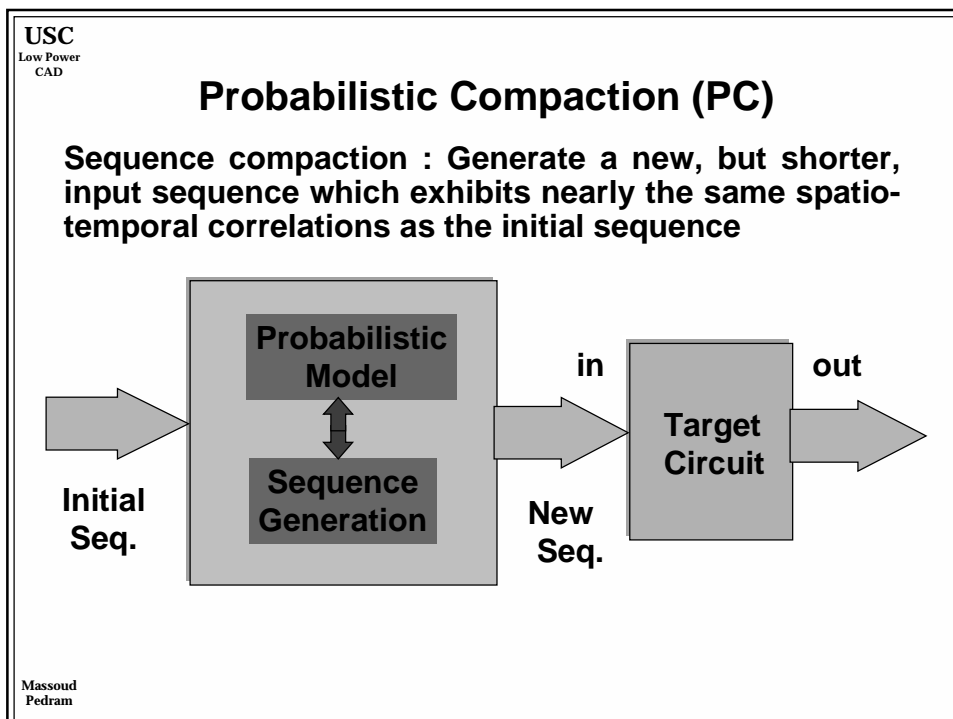 USC
Low Power
CAD
Probabilistic Compaction (PC)
Sequence compaction : Generate a new, but shorter,
input sequence which exhibits nearly the same spatio-
temporal correlations as the initial sequence
Probabilistic
Model
Sequence
Generation
Initial
Seq.
in
New
Seq.
Target
Circuit
out
Massoud
Pedram